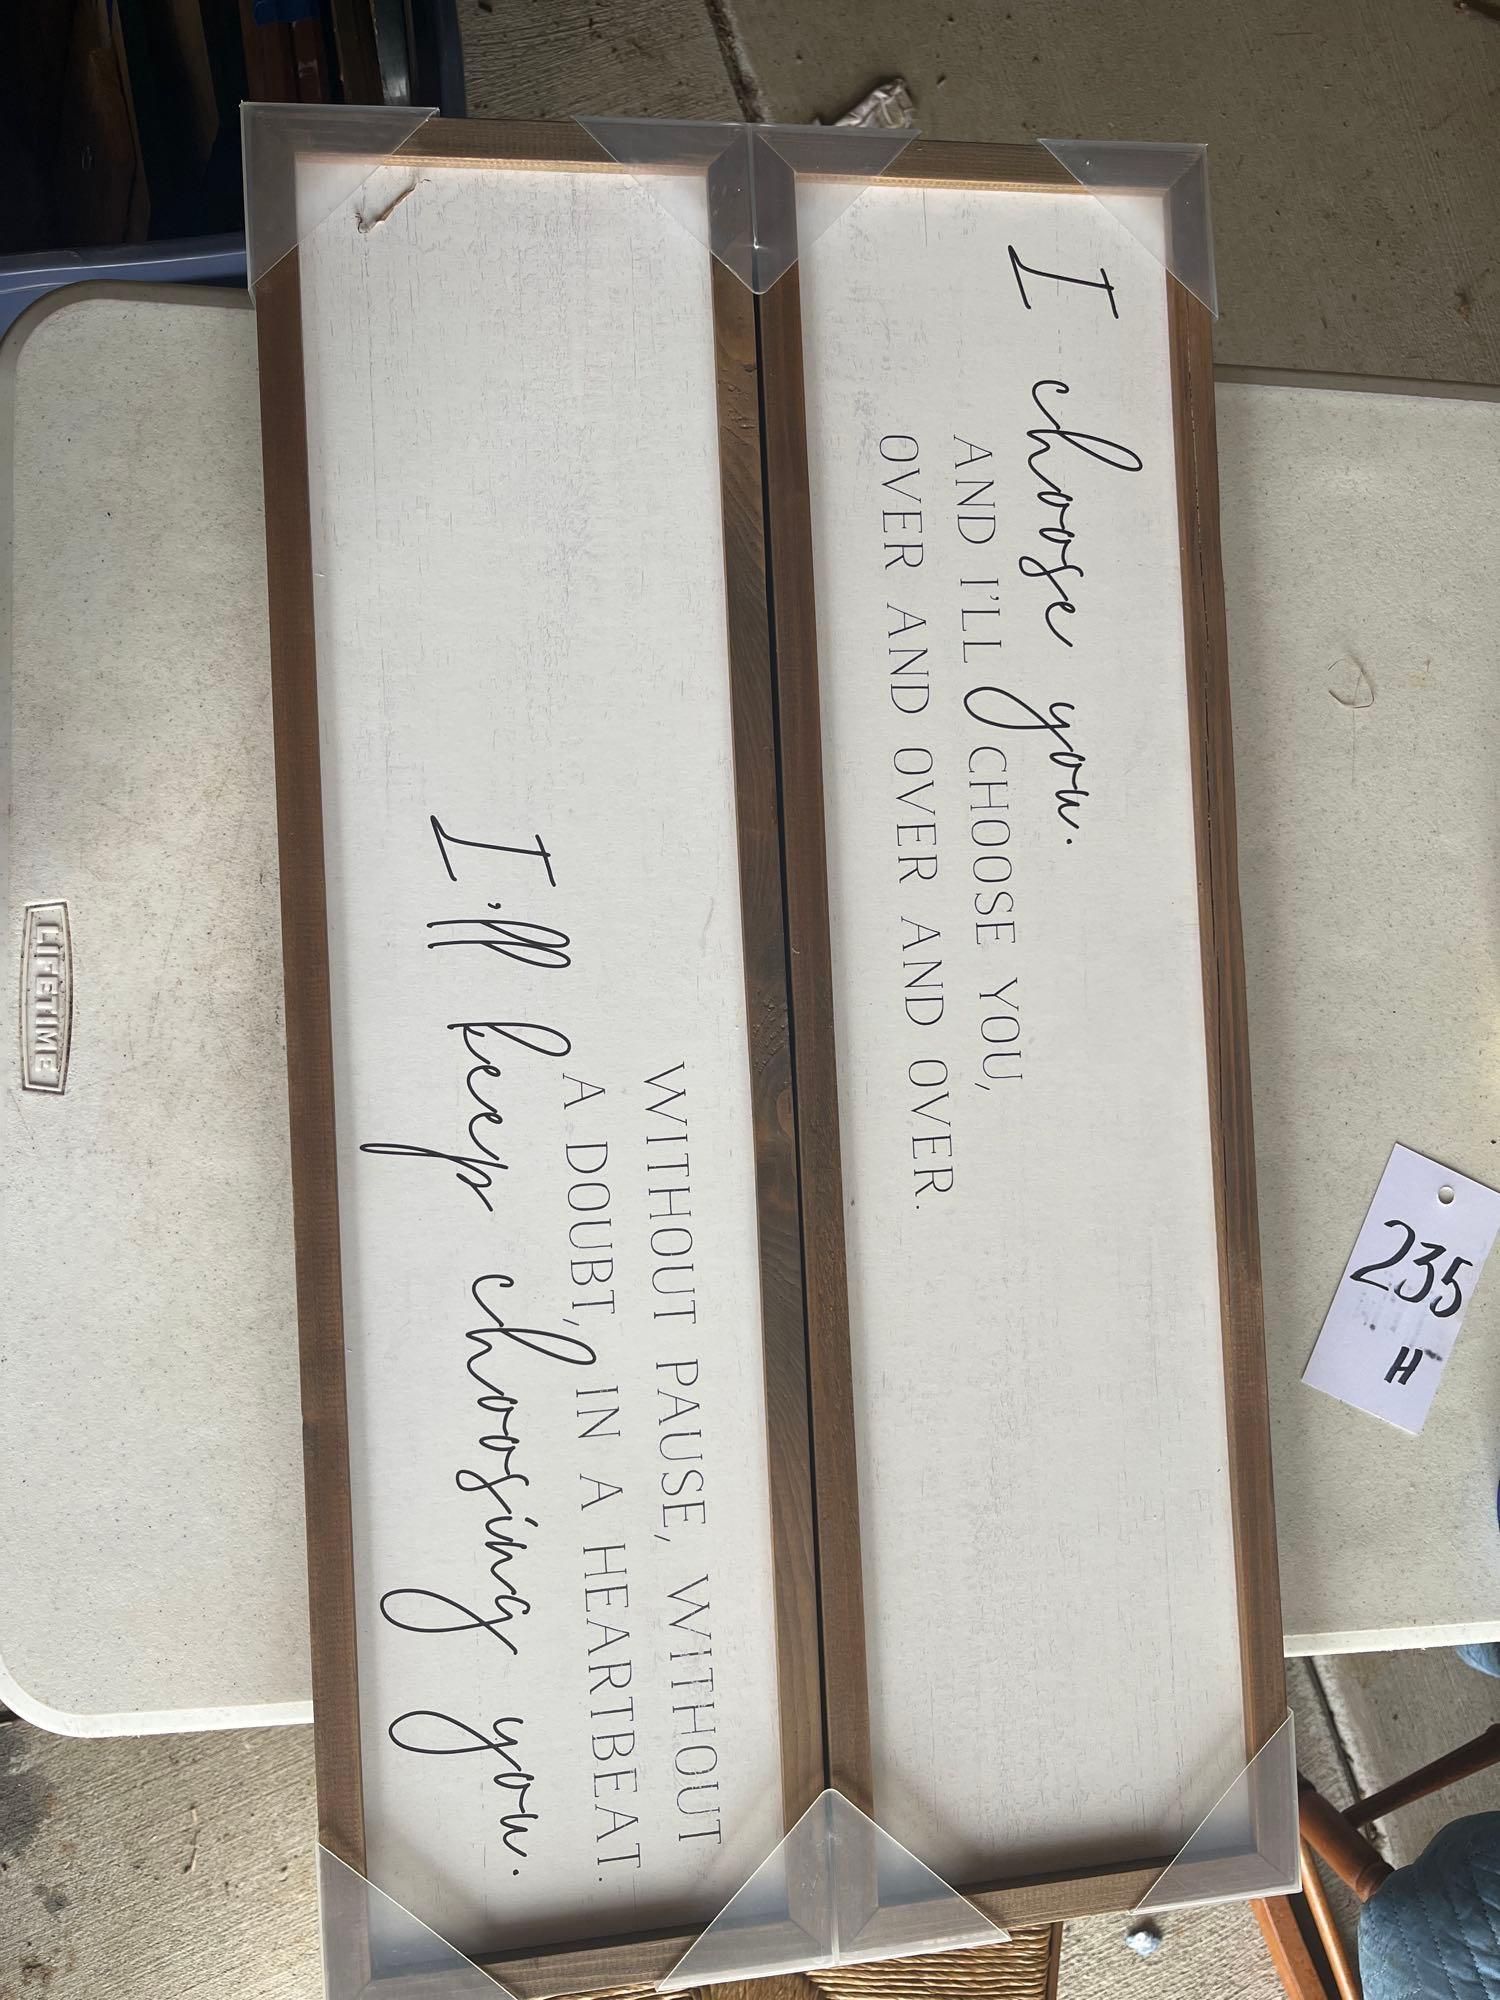 I choose you.
AND I'LL CHOOSE YOU,
OVER AND OVER AND OVER.
WITHOUT PAUSE, WITHOUT
A DOUBT, IN A HEARTBEAT.
I'll keep choosing you.
235
H
LIFETIME